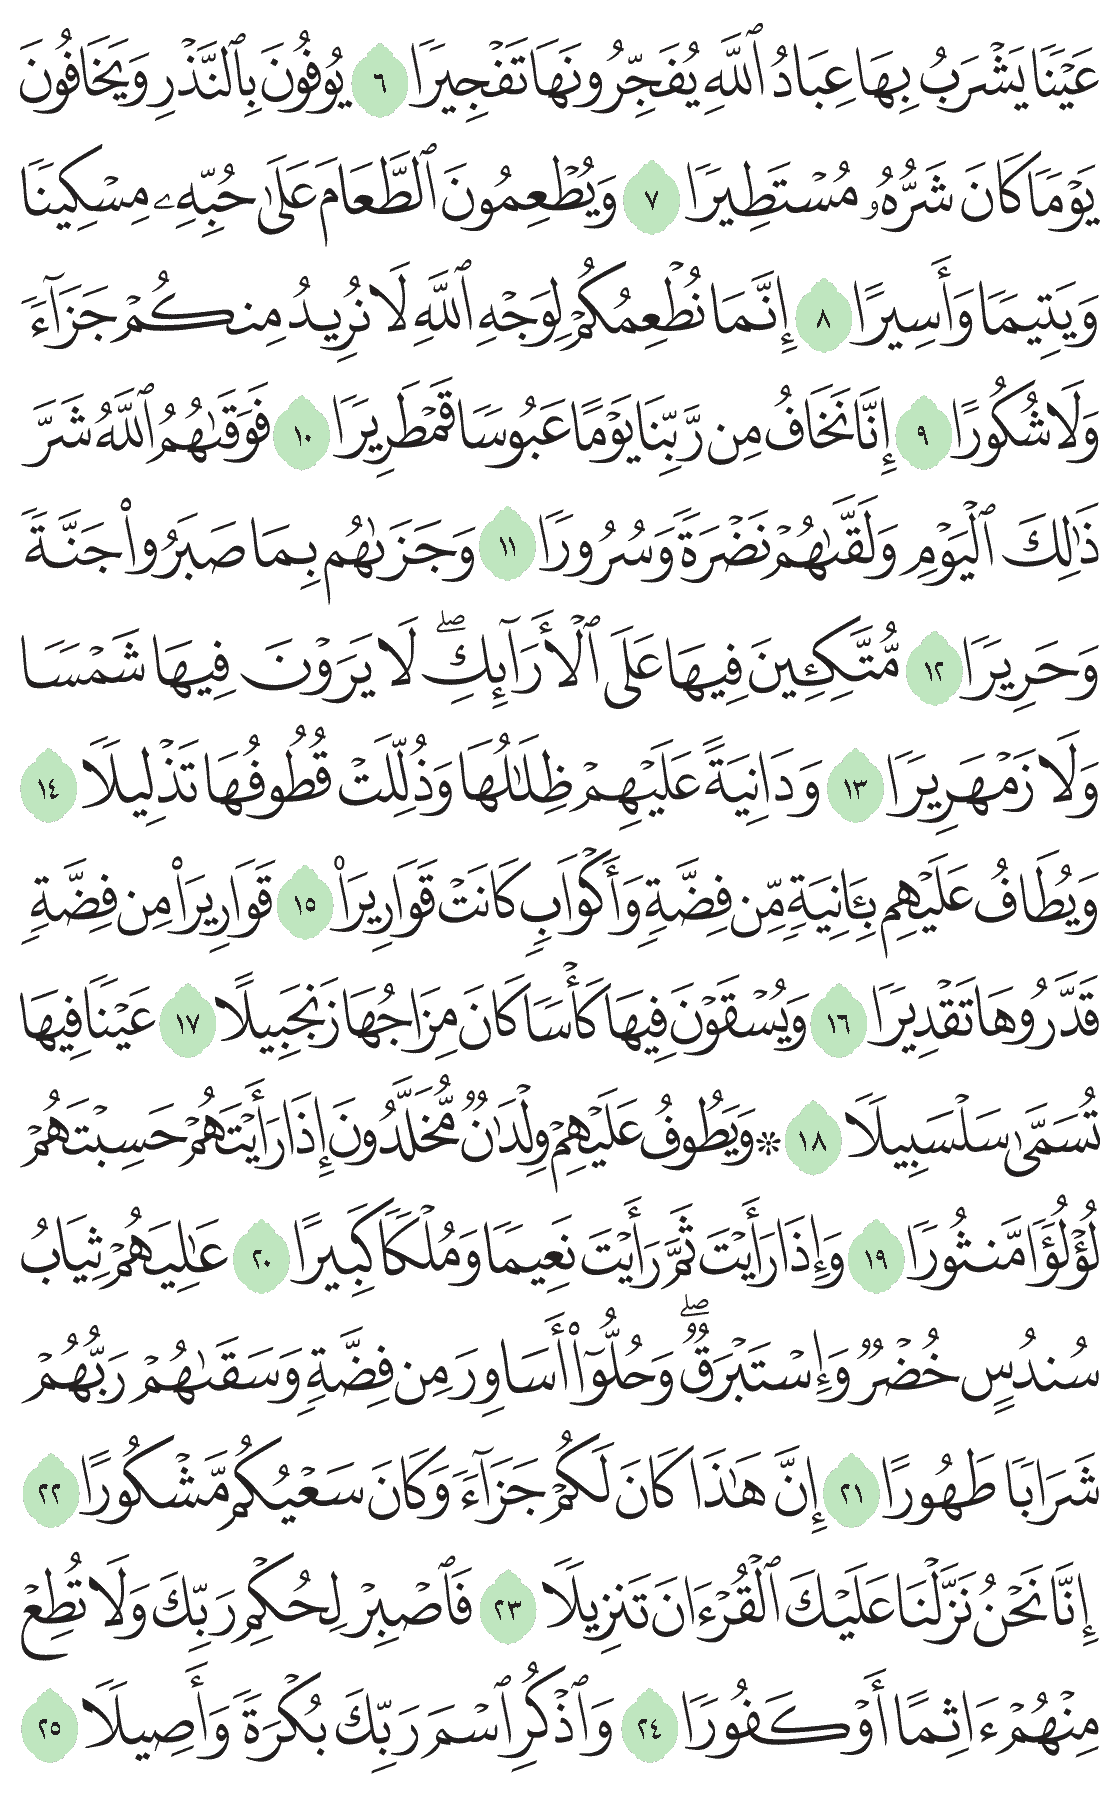 عَيۡنٗا يَشۡرَبُ بِهَا عِبَادُ ٱللَّهِ يُفَجِّرُونَهَا تَفۡجِيرٗا ٦ يُوفُونَ بِٱلنَّذۡرِ وَيَخَافُونَ
يَوۡمٗا كَانَ شَرُّهُۥ مُسۡتَطِيرٗا ٧ وَيُطۡعِمُونَ ٱلطَّعَامَ عَلَىٰ حُبِّهِۦ مِسۡكِينٗا
وَيَتِيمٗا وَأَسِيرًا ٨ إِنَّمَا نُطۡعِمُكُمۡ لِوَجۡهِ ٱللَّهِ لَا نُرِيدُ مِنكُمۡ جَزَآءٗ
وَلَا شُكُورًا ٩ إِنَّا نَخَافُ مِن رَّبِّنَا يَوۡمًا عَبُوسٗا قَمۡطَرِيرٗا ١٠ فَوَقَىٰهُمُ ٱللَّهُ شَرَّ
ذَٰلِكَ ٱلۡيَوۡمِ وَلَقَّىٰهُمۡ نَضۡرَةٗ وَسُرُورٗا ١١ وَجَزَىٰهُم بِمَا صَبَرُواْ جَنَّةٗ
وَحَرِيرٗا ١٢ مُّتَّكِـِٔينَ فِيهَا عَلَى ٱلۡأَرَآئِكِۖ لَا يَرَوۡنَ فِيهَا شَمۡسٗا
وَلَا زَمۡهَرِيرٗا ١٣ وَدَانِيَةً عَلَيۡهِمۡ ظِلَٰلُهَا وَذُلِّلَتۡ قُطُوفُهَا تَذۡلِيلٗا ١٤
وَيُطَافُ عَلَيۡهِم بِـَٔانِيَةٖ مِّن فِضَّةٖ وَأَكۡوَابٖ كَانَتۡ قَوَارِيرَا۠ ١٥ قَوَارِيرَاْ مِن فِضَّةٖ
قَدَّرُوهَا تَقۡدِيرٗا ١٦ وَيُسۡقَوۡنَ فِيهَا كَأۡسٗا كَانَ مِزَاجُهَا زَنجَبِيلًا ١٧ عَيۡنٗا فِيهَا
تُسَمَّىٰ سَلۡسَبِيلٗا ١٨ ۞ وَيَطُوفُ عَلَيۡهِمۡ وِلۡدَٰنٞ مُّخَلَّدُونَ إِذَا رَأَيۡتَهُمۡ حَسِبۡتَهُمۡ
لُؤۡلُؤٗا مَّنثُورٗا ١٩ وَإِذَا رَأَيۡتَ ثَمَّ رَأَيۡتَ نَعِيمٗا وَمُلۡكٗا كَبِيرًا ٢٠ عَٰلِيَهُمۡ ثِيَابُ
سُندُسٍ خُضۡرٞ وَإِسۡتَبۡرَقٞۖ وَحُلُّوٓاْ أَسَاوِرَ مِن فِضَّةٖ وَسَقَىٰهُمۡ رَبُّهُمۡ
شَرَابٗا طَهُورًا ٢١ إِنَّ هَٰذَا كَانَ لَكُمۡ جَزَآءٗ وَكَانَ سَعۡيُكُم مَّشۡكُورًا ٢٢
إِنَّا نَحۡنُ نَزَّلۡنَا عَلَيۡكَ ٱلۡقُرۡءَانَ تَنزِيلٗا ٢٣ فَٱصۡبِرۡ لِحُكۡمِ رَبِّكَ وَلَا تُطِعۡ
مِنۡهُمۡ ءَاثِمًا أَوۡ كَفُورٗا ٢٤ وَٱذۡكُرِ ٱسۡمَ رَبِّكَ بُكۡرَةٗ وَأَصِيلٗا ٢٥